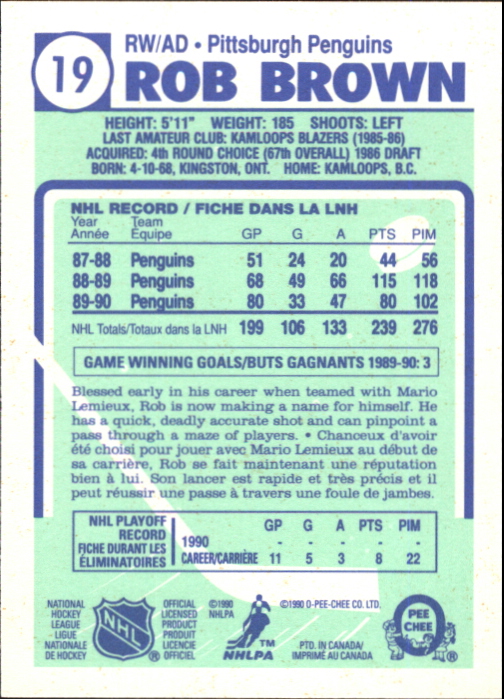 19
RW/AD • Pittsburgh Penguins
ROB BROWN
HEIGHT: 5'11" WEIGHT: 185 SHOOTS: LEFT
LAST AMATEUR CLUB: KAMLOOPS BLAZERS (1985-86)
ACQUIRED: 4th ROUND CHOICE (67th OVERALL) 1986 DRAFT
BORN: 4-10-68, KINGSTON, ONT. HOME: KAMLOOPS, B.C.
NHL RECORD / FICHE DANS LA LNH
Year Team
Année Équipe GP G A PTS PIM
87-88 Penguins 51 24 20 44 56
88-89 Penguins 68 49 66 115 118
89-90 Penguins 80 33 47 80 102
NHL Totals/Totaux dans la LNH 199 106 133 239 276
GAME WINNING GOALS/BUTS GAGNANTS 1989-90: 3
Blessed early in his career when teamed with Mario
Lemieux, Rob is now making a name for himself. He
has a quick, deadly accurate shot and can pinpoint a
pass through a maze of players. • Chanceux d'avoir
été choisi pour jouer avec Mario Lemieux au début de
sa carrière, Rob se fait maintenant une réputation
bien à lui. Son lancer est rapide et très précis et il
peut réussir une passe à travers une foule de jambes.
NHL PLAYOFF
RECORD
FICHE DURANT LES
ÉLIMINATOIRES
GP G A PTS PIM
1990 - - - - -
CAREER/CARRIÈRE 11 5 3 8 22
NATIONAL
HOCKEY
LEAGUE
LIGUE
NATIONALE
DE HOCKEY
NHL
®
OFFICIAL
LICENSED
PRODUCT
PRODUIT
LICENCIE
OFFICIEL
©1990
NHLPA
TM
NHLPA
©1990 O-PEE-CHEE CO. LTD.
PTD. IN CANADA/
IMPRIMÉ AU CANADA
PEE
CHEE
®